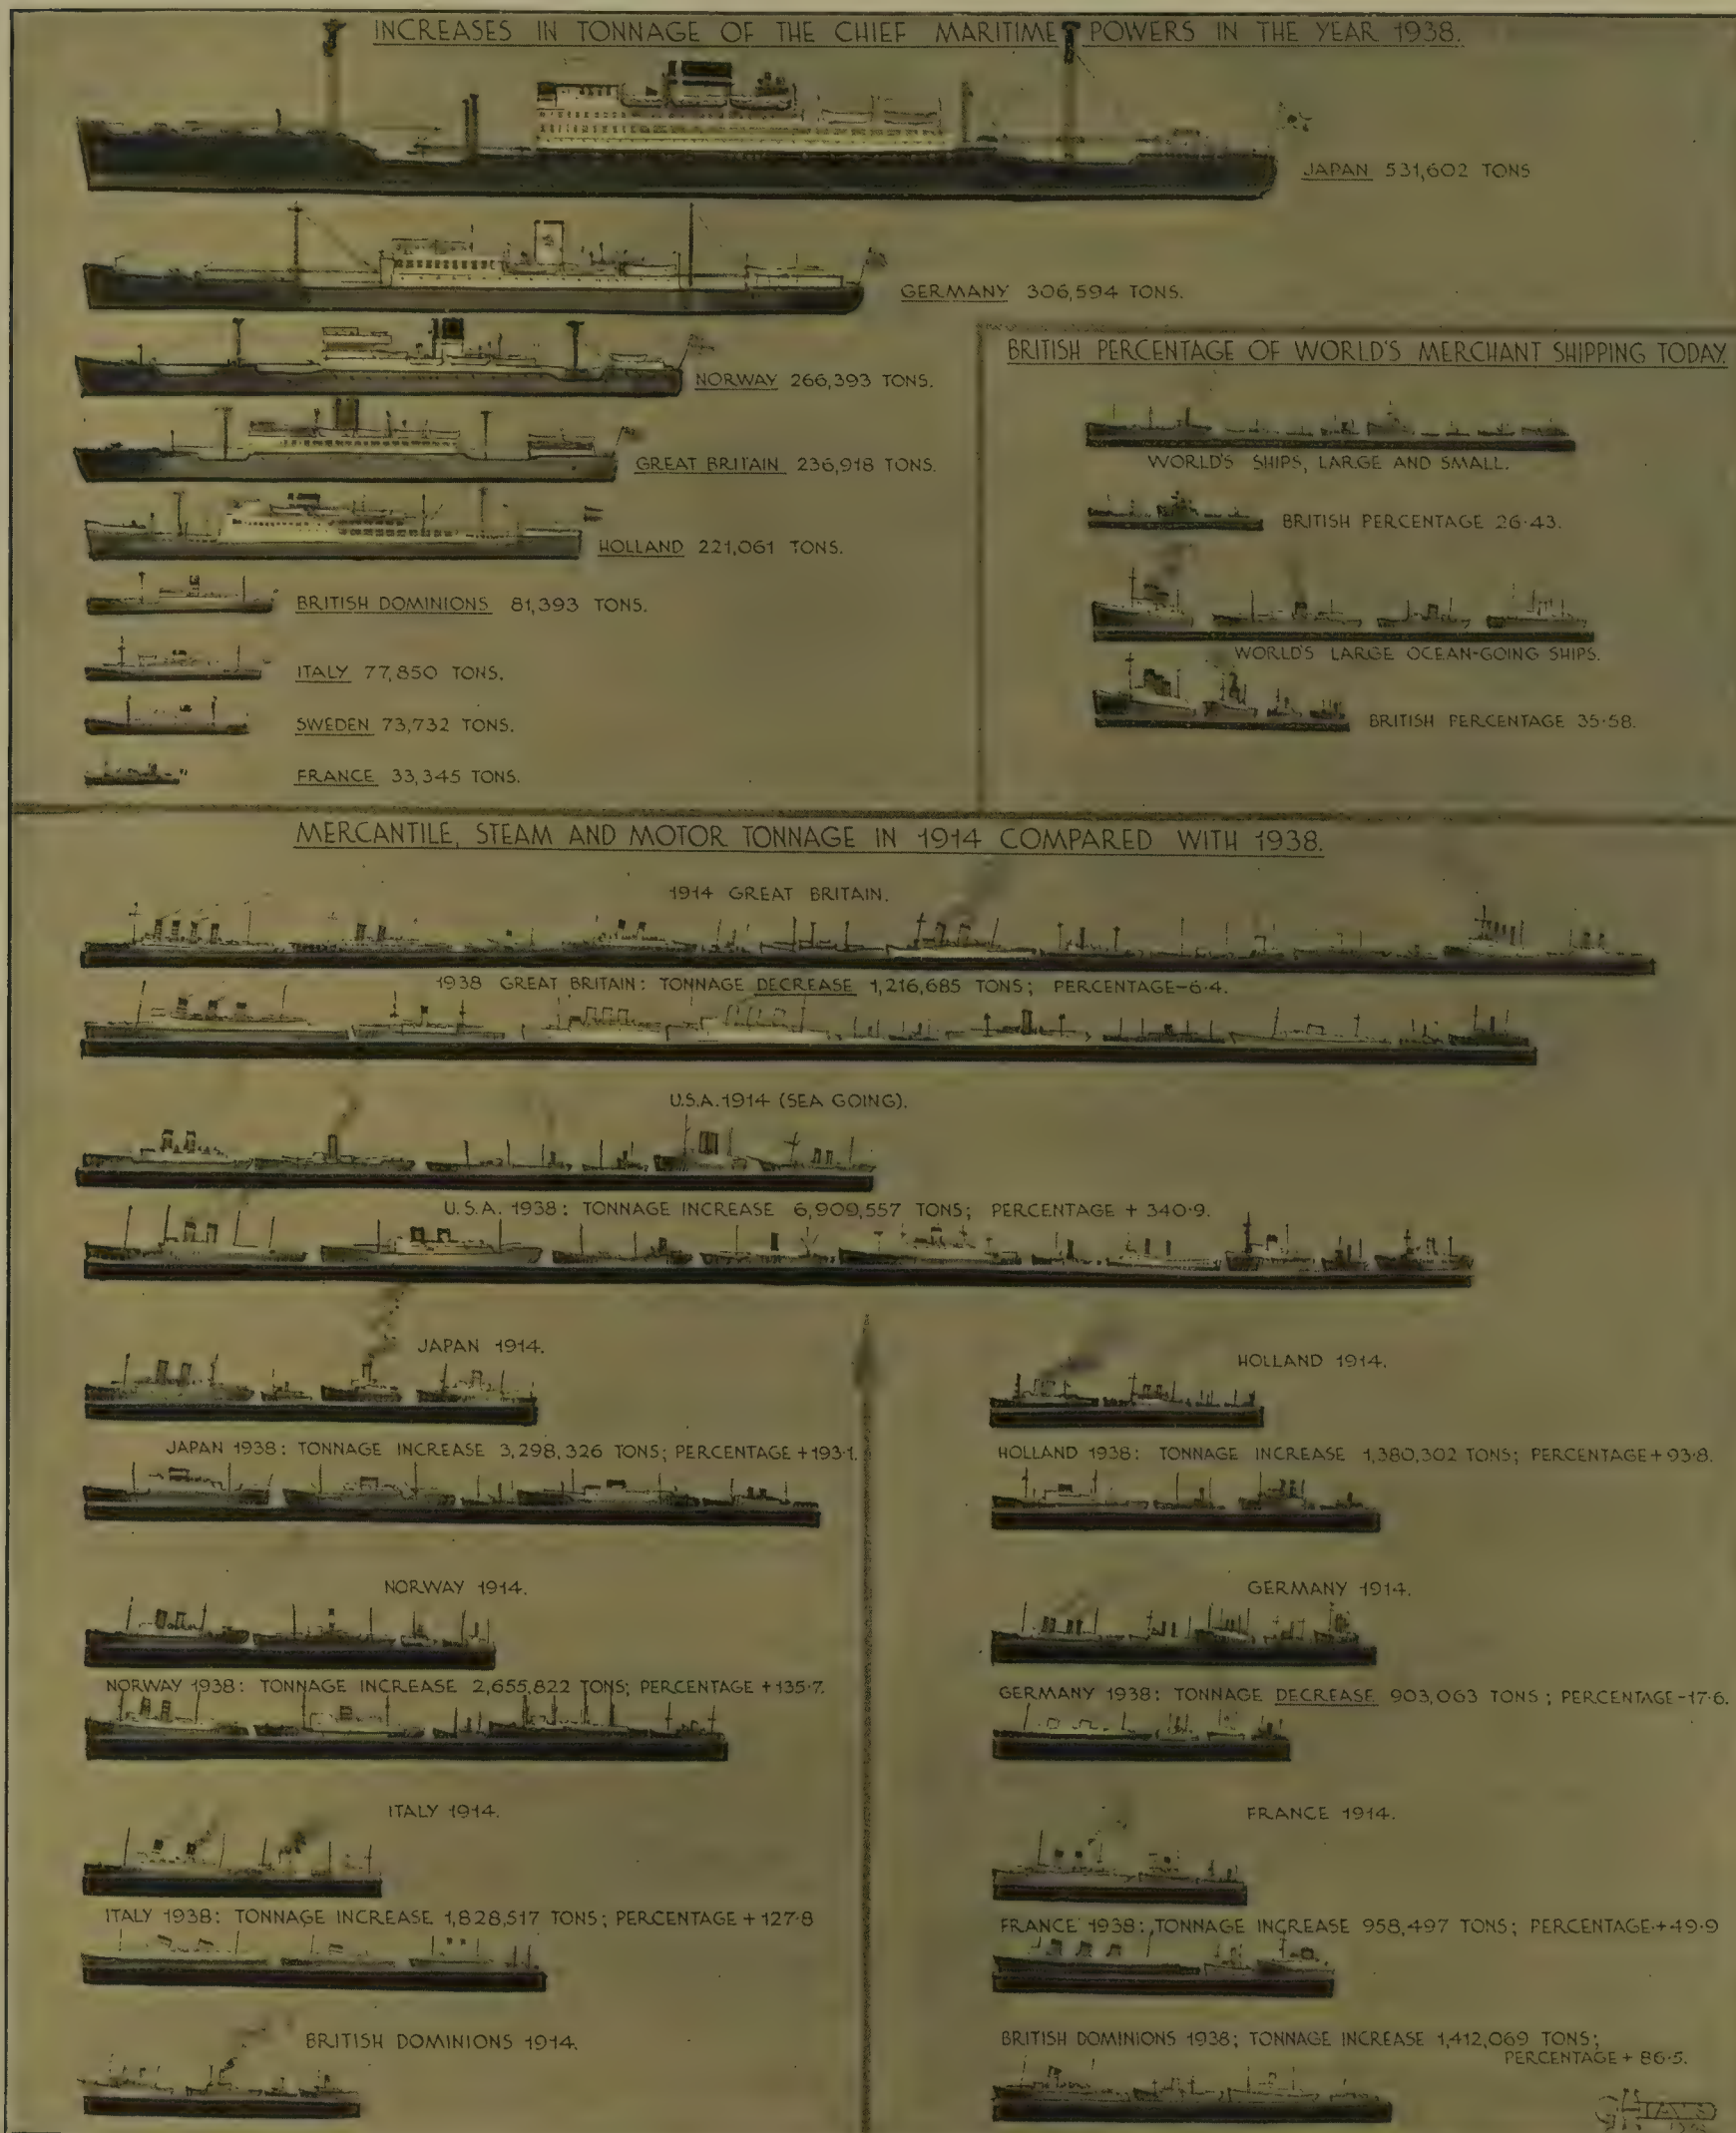 INCREASES IN TONNAGE OF THE CHIEF MARITIME POWERS IN THE YEAR 1938.
JAPAN 531,602 TONS
GERMANY 306,594 TONS.
NORWAY 266,393 TONS.
GREAT BRITAIN 236,918 TONS.
HOLLAND 221,061 TONS.
BRITISH DOMINIONS 81,393 TONS.
ITALY 77,850 TONS.
SWEDEN 73,732 TONS.
FRANCE 33,345 TONS.
BRITISH PERCENTAGE OF WORLD'S MERCHANT SHIPPING TODAY.
WORLD'S SHIPS, LARGE AND SMALL.
BRITISH PERCENTAGE 26·43.
WORLD'S LARGE OCEAN-GOING SHIPS.
BRITISH PERCENTAGE 35·58.
MERCANTILE, STEAM AND MOTOR TONNAGE IN 1914 COMPARED WITH 1938.
1914 GREAT BRITAIN.
1938 GREAT BRITAIN: TONNAGE DECREASE 1,216,685 TONS; PERCENTAGE-6·4.
U.S.A. 1914 (SEA GOING).
U.S.A. 1938: TONNAGE INCREASE 6,909,557 TONS; PERCENTAGE + 340·9.
JAPAN 1914.
JAPAN 1938: TONNAGE INCREASE 3,298,326 TONS; PERCENTAGE +193·1.
NORWAY 1914.
NORWAY 1938: TONNAGE INCREASE 2,655,822 TONS; PERCENTAGE +135·7.
ITALY 1914.
ITALY 1938: TONNAGE INCREASE 1,828,517 TONS; PERCENTAGE +127·8
BRITISH DOMINIONS 1914.
HOLLAND 1914.
HOLLAND 1938: TONNAGE INCREASE 1,380,302 TONS; PERCENTAGE+93·8.
GERMANY 1914.
GERMANY 1938: TONNAGE DECREASE 903,063 TONS; PERCENTAGE-17·6.
FRANCE 1914.
FRANCE 1938: TONNAGE INCREASE 958,497 TONS; PERCENTAGE+49·9
BRITISH DOMINIONS 1938; TONNAGE INCREASE 1,412,069 TONS;
PERCENTAGE + 86·5.